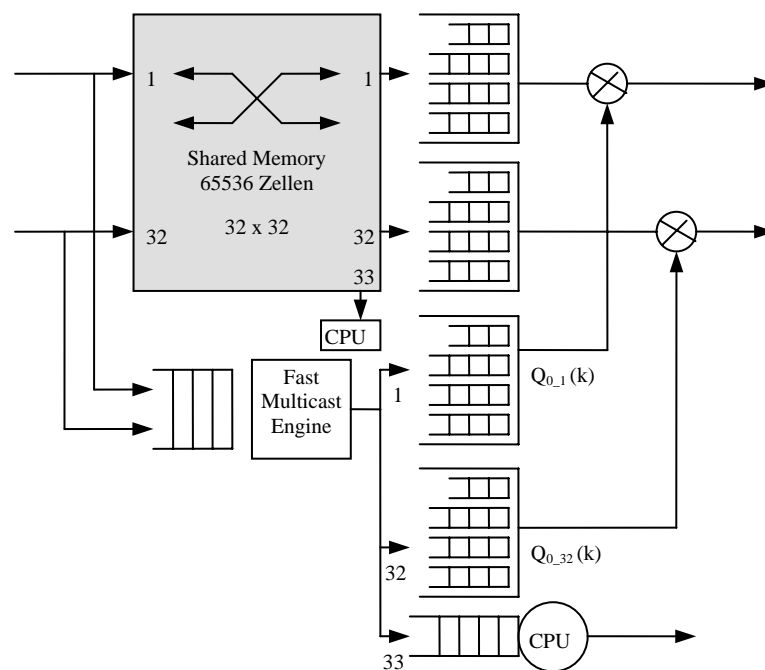 1
1
Shared Memory
65536 Zellen
32 x 32
32
32
33
CPU
Fast
Multicast
Engine
1
Q0_1 (k)
32
Q0_32 (k)
33
CPU